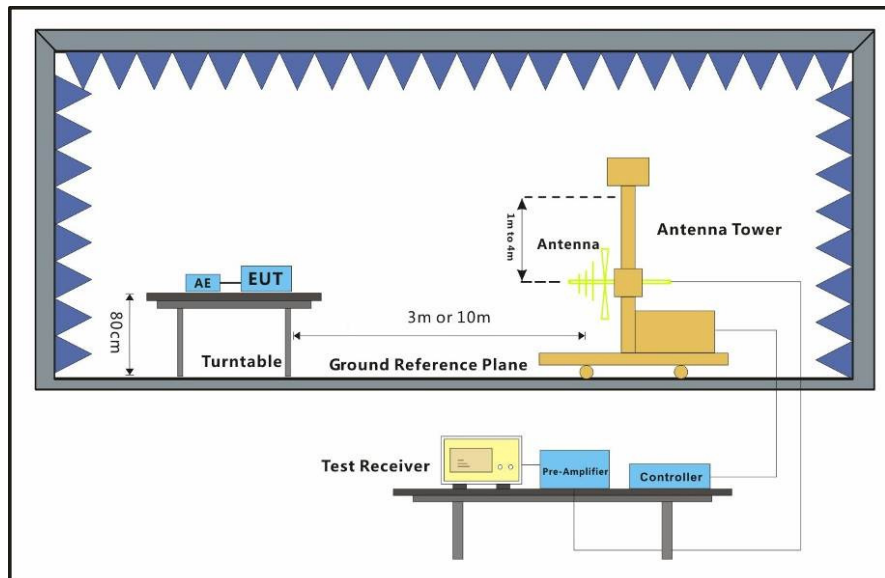 1m to 4m
Antenna
Antenna Tower
AE
EUT
80cm
3m or 10m
Turntable
Ground Reference Plane
Test Receiver
Pre-Amplifier
Controller